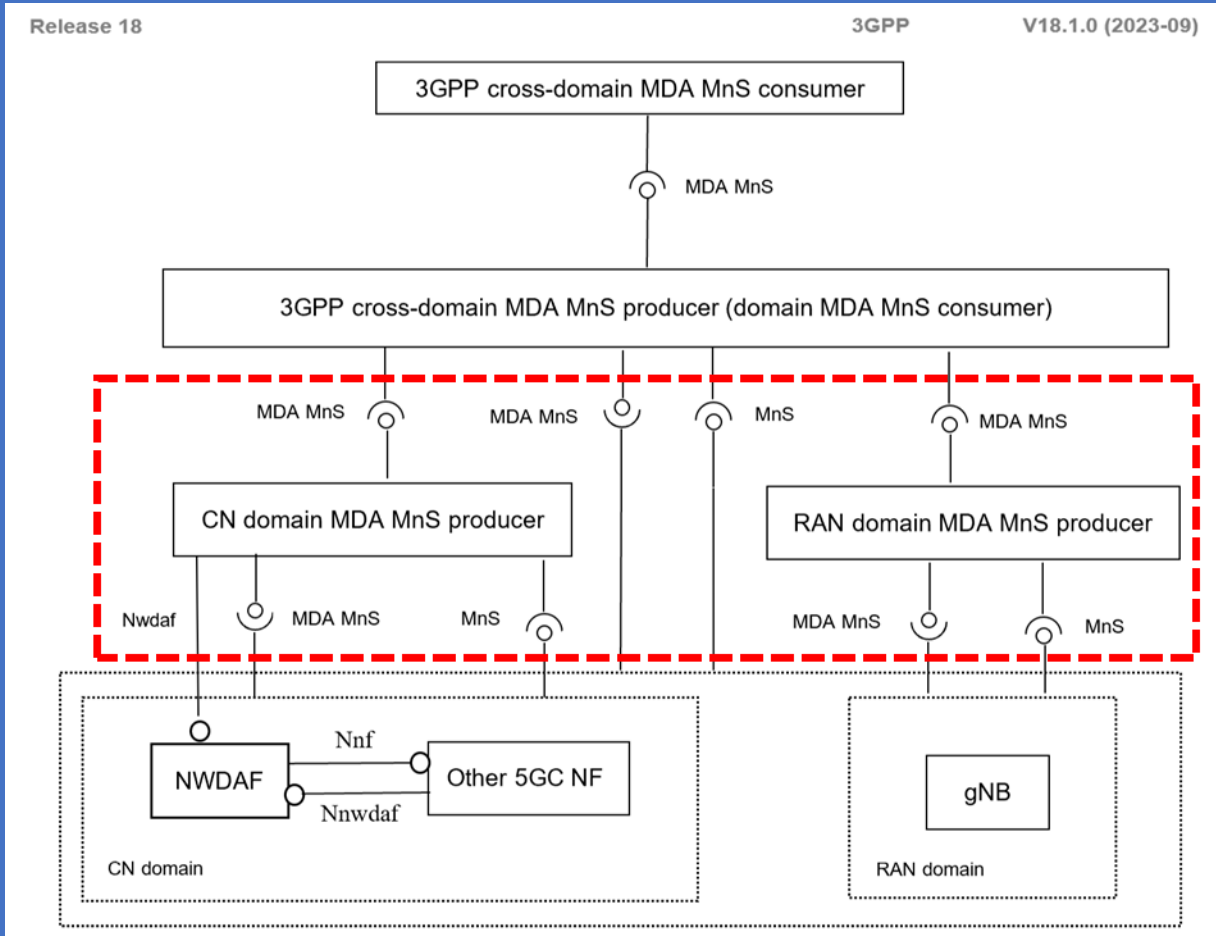 Release 18
3GPP
V18.1.0 (2023-09)
3GPP cross-domain MDA MnS consumer
MDA MnS
3GPP cross-domain MDA MnS producer (domain MDA MnS consumer)
MDA MnS
MDA MnS
MnS
MDA MnS
CN domain MDA MnS producer
RAN domain MDA MnS producer
Nwdaf
MDA MnS
MnS
MDA MnS
MnS
NWDAF
Nnf
Nnwdaf
Other 5GC NF
gNB
CN domain
RAN domain